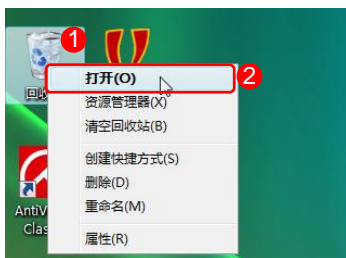 1
打开(O)
2
回收
资源管理器(X)
清空回收站(B)
创建快捷方式(S)
删除(D)
重命名(M)
AntiV
Clas
属性(R)